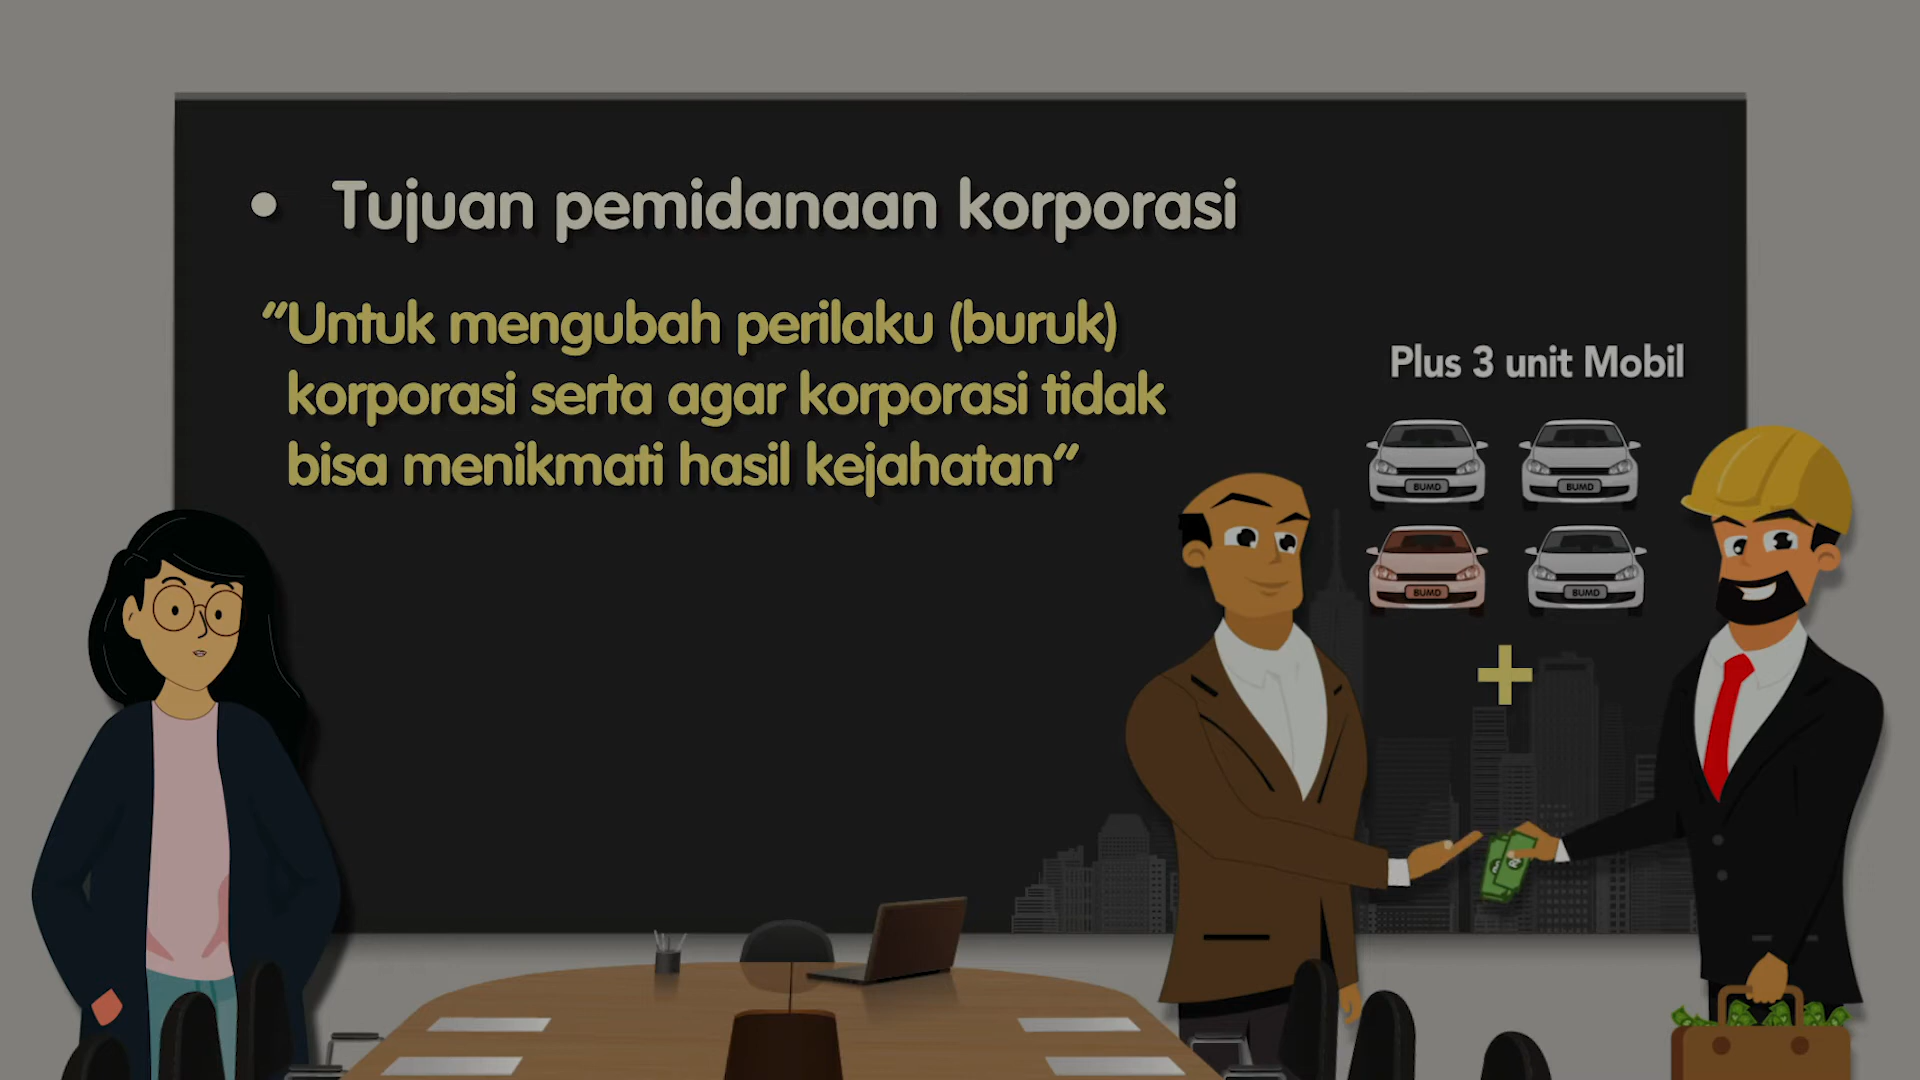 • Tujuan pemidanaan korporasi
“Untuk mengubah perilaku (buruk)
korporasi serta agar korporasi tidak
bisa menikmati hasil kejahatan”
Plus 3 unit Mobil
BUMD
BUMD
BUMD
BUMD
+